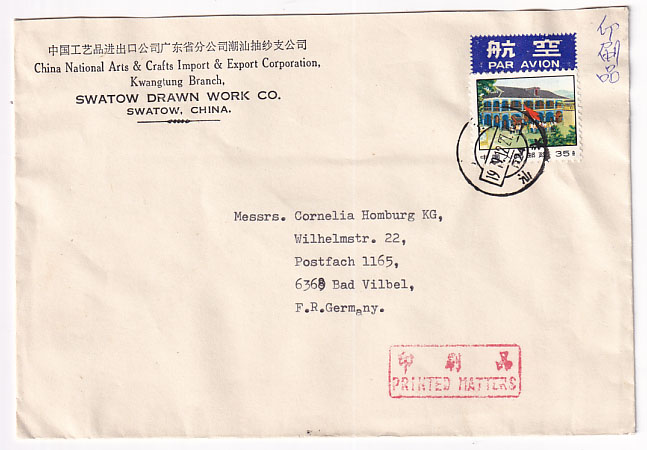 中国工艺品进出口公司广东省分公司潮汕抽纱支公司
China National Arts & Crafts Import & Export Corporation,
Kwangtung Branch,
SWATOW DRAWN WORK CO.
SWATOW, CHINA.
航空
PAR AVION
印刷品
35
Messrs. Cornelia Homburg KG,
Wilhelmstr. 22,
Postfach 1165,
6368 Bad Vilbel,
F.R.Germany.
印刷品
PRINTED MATTERS